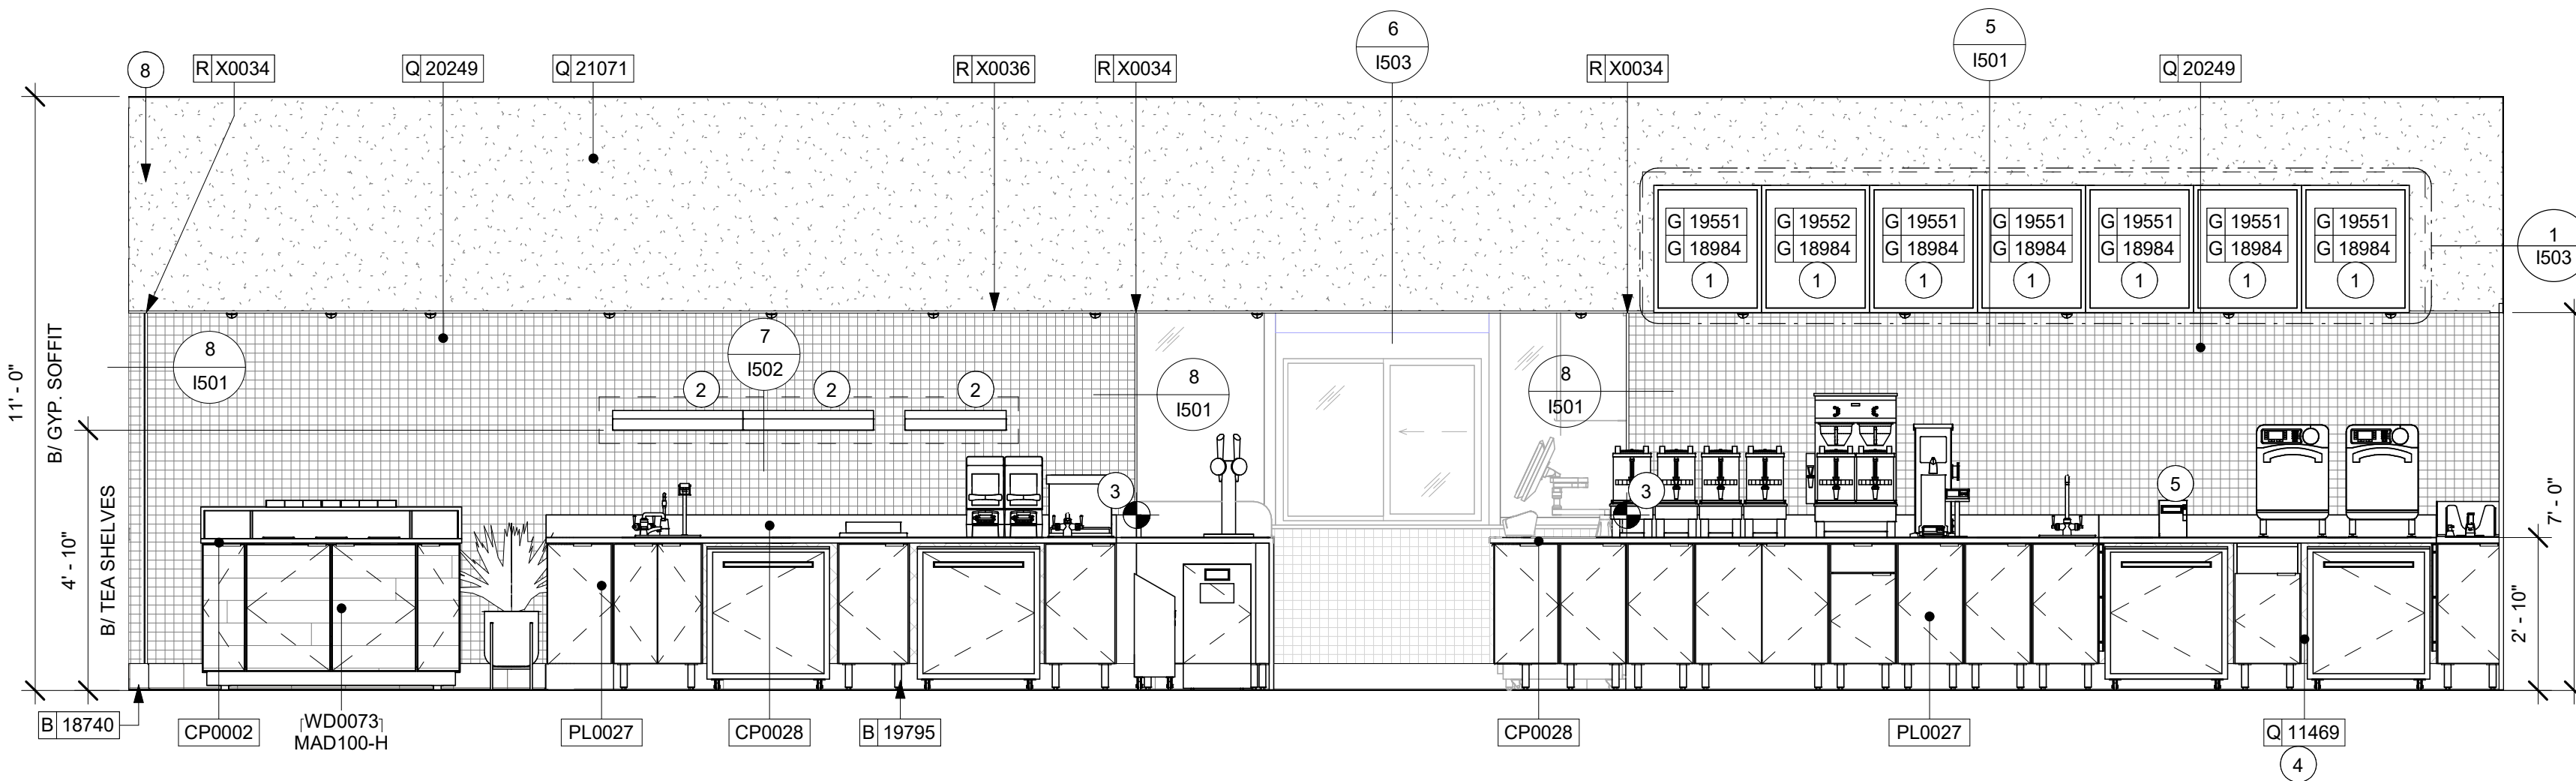 6
I503
5
I501
8
R X0034
Q 20249
Q 21071
R X0036
R X0034
R X0034
Q 20249
G 19551
G 18984
1
G 19552
G 18984
1
G 19551
G 18984
1
G 19551
G 18984
1
G 19551
G 18984
1
G 19551
G 18984
1
G 19551
G 18984
1
1
I503
11' - 0"
B/ GYP. SOFFIT
4' - 10"
B/ TEA SHELVES
8
I501
7
I502
2
2
2
8
I501
8
I501
3
3
5
7' - 0"
2' - 10"
B 18740
CP0002
WD0073
MAD100-H
PL0027
CP0028
B 19795
CP0028
PL0027
Q 11469
4